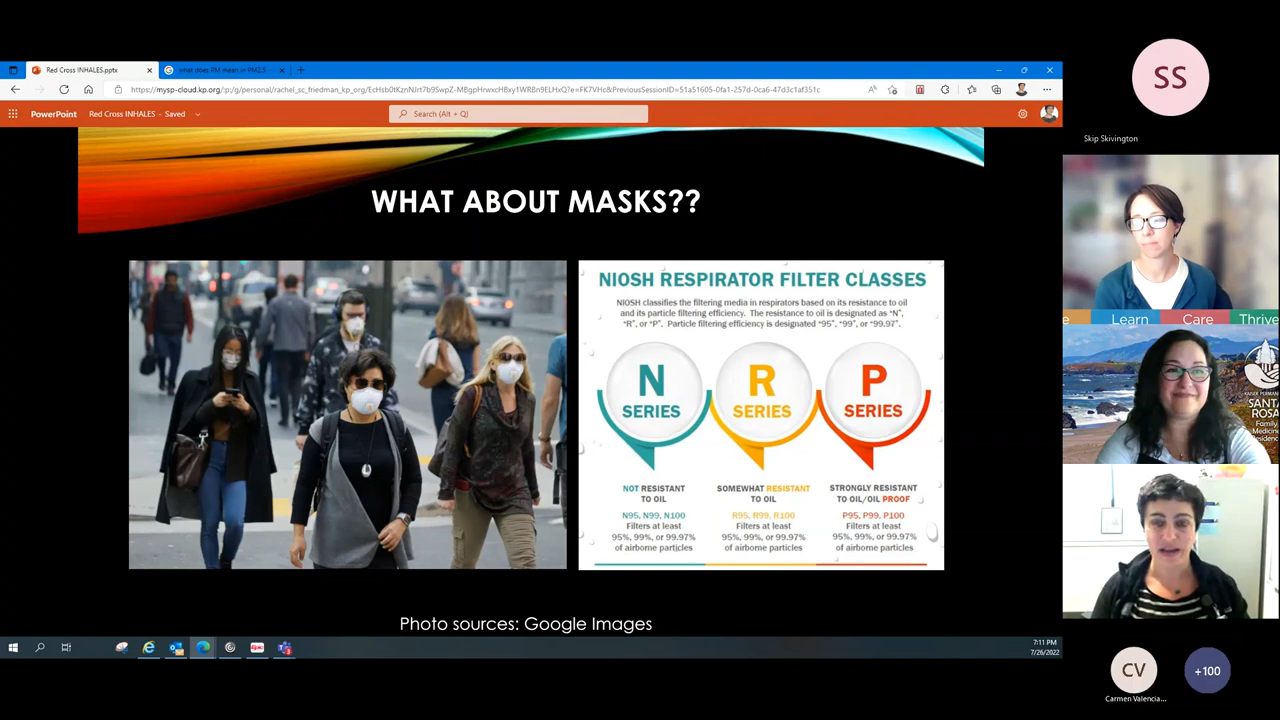 Red Cross INHALES.pptx
what does PM mean in PM2.5 -
PowerPoint
Red Cross INHALES - Saved
Search (Alt + Q)
WHAT ABOUT MASKS??
NIOSH RESPIRATOR FILTER CLASSES
NIOSH classifies the filtering media in respirators based on its resistance to oil
and its particle filtering efficiency. The resistance to oil is designated as "N",
"R", or "P". Particle filtering efficiency is designated "95", "99", or "99.97".
N
SERIES
R
SERIES
P
SERIES
NOT RESISTANT
TO OIL
N95, N99, N100
Filters at least
95%, 99%, or 99.97%
of airborne particles
SOMEWHAT RESISTANT
TO OIL
R95, R99, R100
Filters at least
95%, 99%, or 99.97%
of airborne particles
STRONGLY RESISTANT
TO OIL/OIL PROOF
P95, P99, P100
Filters at least
95%, 99%, or 99.97%
of airborne particles
Photo sources: Google Images
7:11 PM
7/26/2022
SS
Skip Skivington
e Learn Care Thrive
SANTA
ROSA
Family
Medicine
CV
Carmen Valencia...
+100